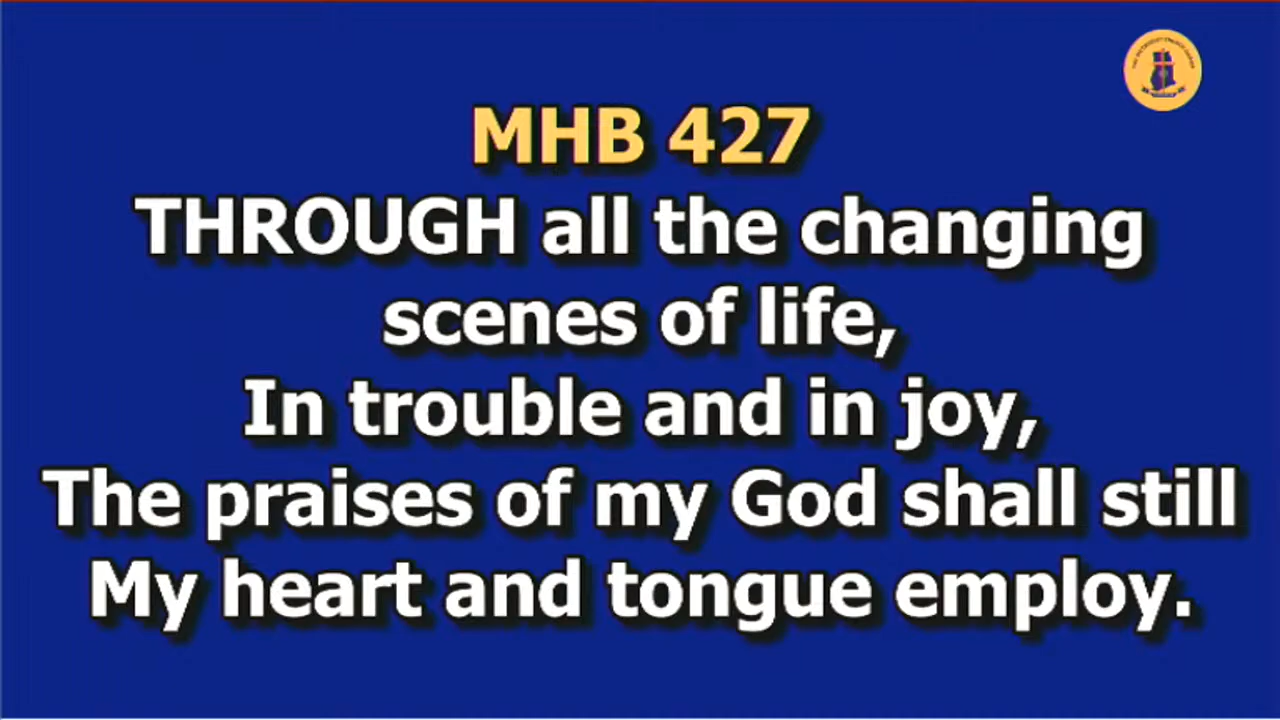 MHB 427
THROUGH all the changing
scenes of life,
In trouble and in joy,
The praises of my God shall still
My heart and tongue employ.